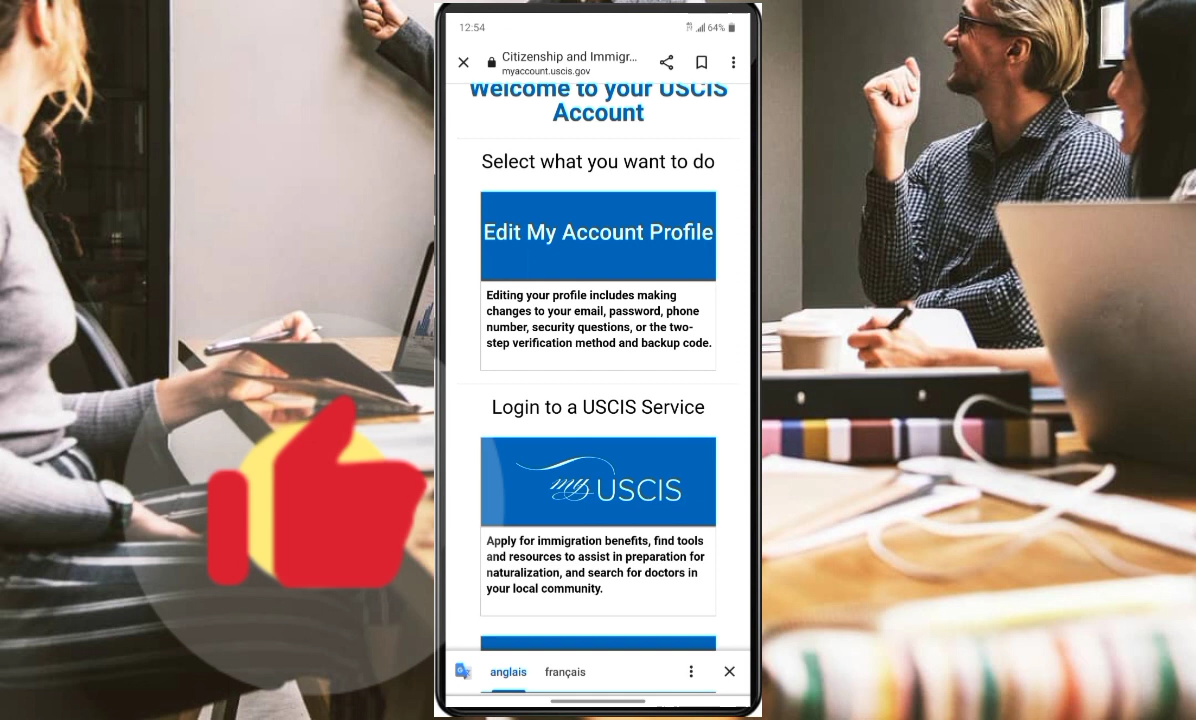 12:54
64%
Citizenship and Immigr...
myaccount.uscis.gov
Welcome to your USCIS
Account
Select what you want to do
Edit My Account Profile
Editing your profile includes making
changes to your email, password, phone
number, security questions, or the two-
step verification method and backup code.
Login to a USCIS Service
my USCIS
Apply for immigration benefits, find tools
and resources to assist in preparation for
naturalization, and search for doctors in
your local community.
anglais français